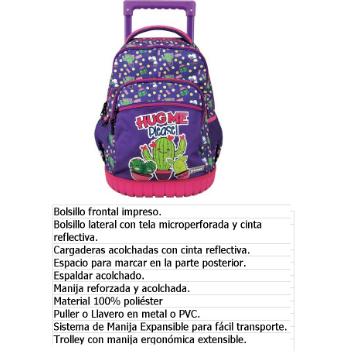 HUG ME
Please!
Bolsillo frontal impreso.
Bolsillo lateral con tela microperforada y cinta
reflectiva.
Cargaderas acolchadas con cinta reflectiva.
Espacio para marcar en la parte posterior.
Espaldar acolchado.
Manija reforzada y acolchada.
Material 100% poliéster
Puller o Llavero en metal o PVC.
Sistema de Manija Expansible para fácil transporte.
Trolley con manija ergonómica extensible.